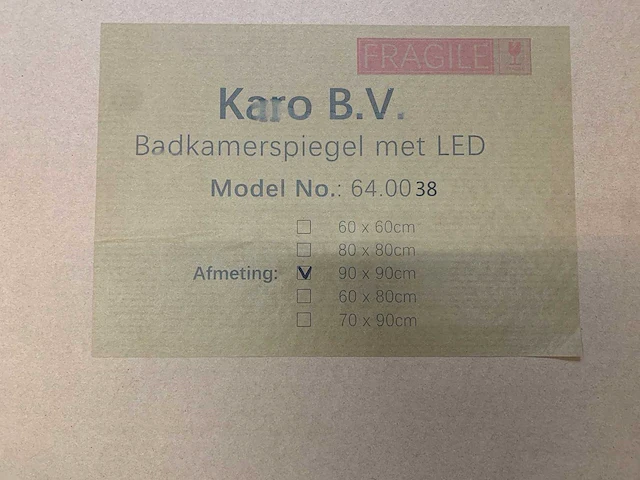 FRAGILE
Karo B.V.
Badkamerspiegel met LED
Model No.: 64.0038
60 x 60cm
80 x 80cm
Afmeting: 90 x 90cm
60 x 80cm
70 x 90cm